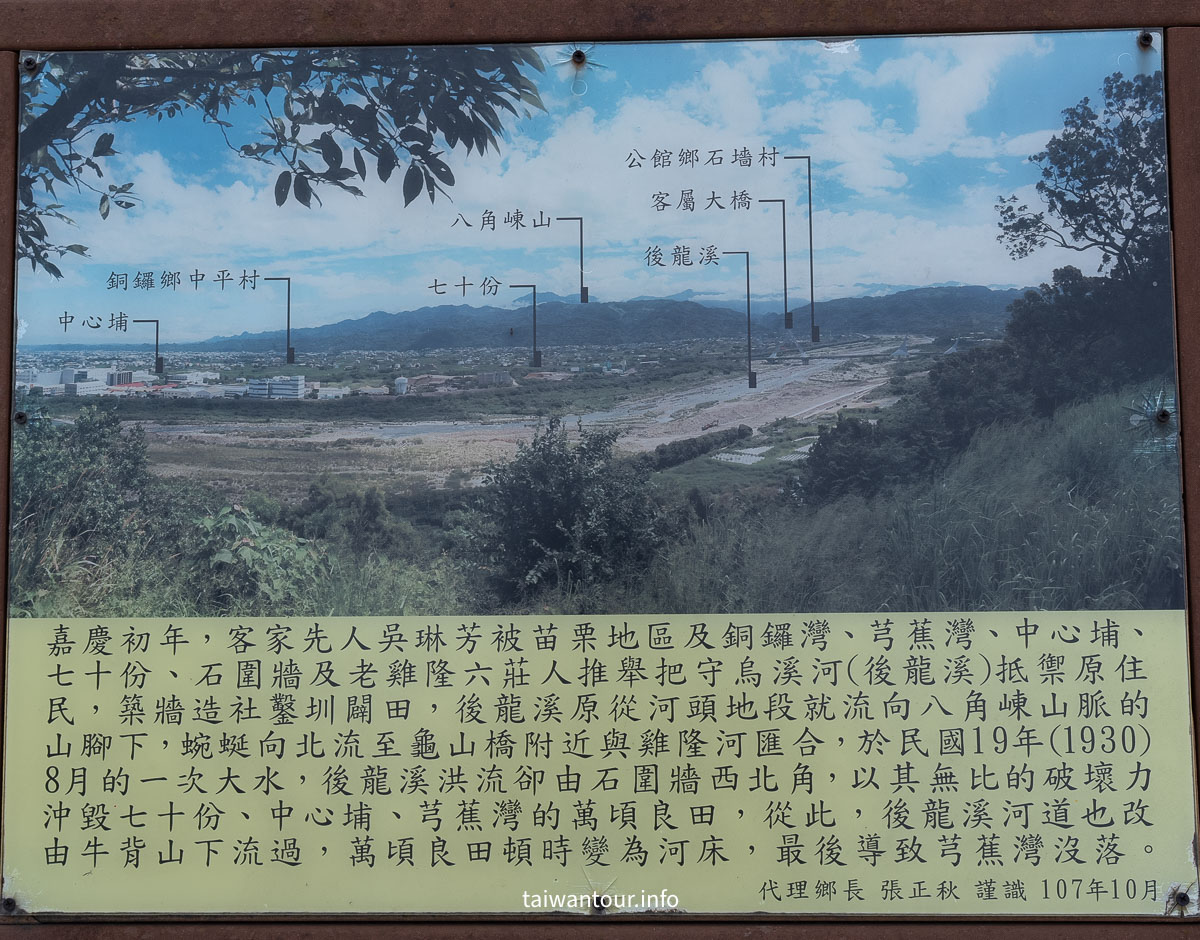 公館鄉石墻村
客屬大橋
八角崠山
後龍溪
銅鑼鄉中平村
七十份
中心埔
嘉慶初年，客家先人吳琳芳被苗栗地區及銅鑼灣、芎蕉灣、中心埔、
七十份、石圍牆及老雞隆六莊人推舉把守烏溪河(後龍溪)抵禦原住
民，築牆造社鑿圳闢田，後龍溪原從河頭地段就流向八角崠山脈的
山腳下，蜿蜒向北流至龜山橋附近與雞隆河匯合，於民國19年(1930)
8月的一次大水，後龍溪洪流卻由石圍牆西北角，以其無比的破壞力
沖毀七十份、中心埔、芎蕉灣的萬頃良田，從此，後龍溪河道也改
由牛背山下流過，萬頃良田頓時變為河床，最後導致芎蕉灣沒落。
代理鄉長 張正秋 謹識 107年10月
taiwantour.info